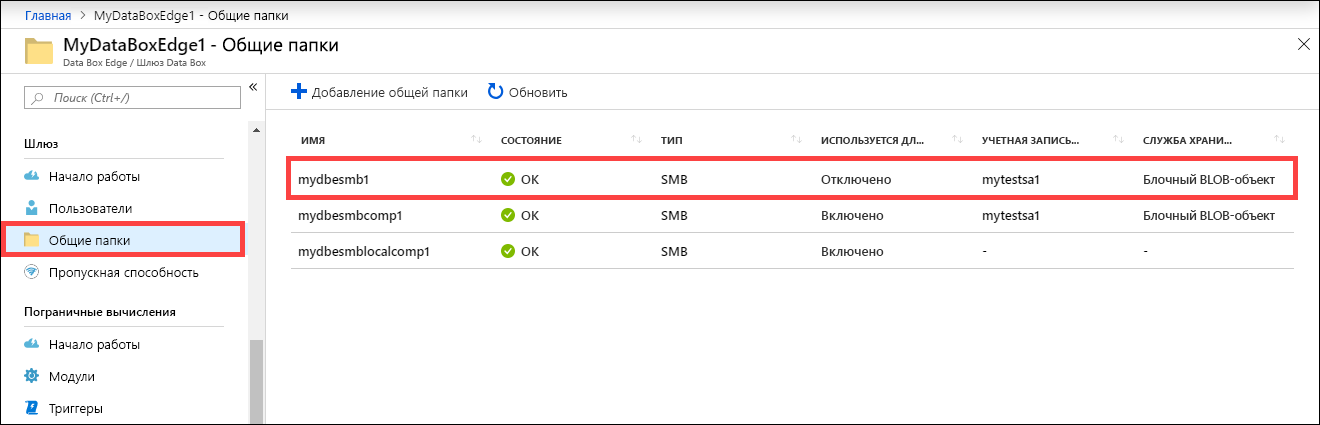 Главная > MyDataBoxEdge1 - Общие папки
MyDataBoxEdge1 - Общие папки
Data Box Edge / Шлюз Data Box
Поиск (Ctrl+/)
Шлюз
Начало работы
Пользователи
Общие папки
Пропускная способность
Пограничные вычисления
Начало работы
Модули
Триггеры
Добавление общей папки Обновить
ИМЯ СОСТОЯНИЕ ТИП ИСПОЛЬЗУЕТСЯ ДЛ... УЧЕТНАЯ ЗАПИСЬ... СЛУЖБА ХРАНИ...
mydbesmb1 OK SMB Отключено mytestsa1 Блочный BLOB-объект
mydbesmbcomp1 OK SMB Включено mytestsa1 Блочный BLOB-объект
mydbesmblocalcomp1 OK SMB Включено - -